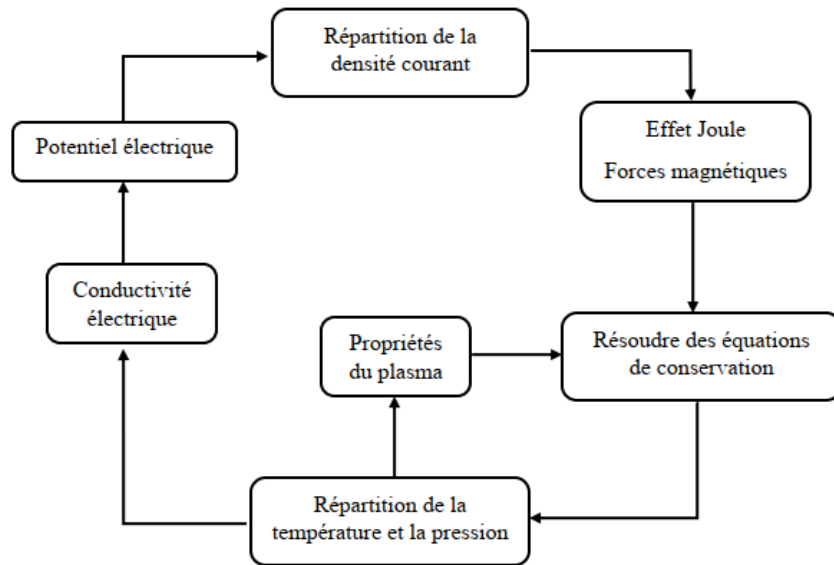 Répartition de la
densité courant
Effet Joule
Forces magnétiques
Potentiel électrique
Conductivité
électrique
Propriétés
du plasma
Résoudre des équations
de conservation
Répartition de la
température et la pression